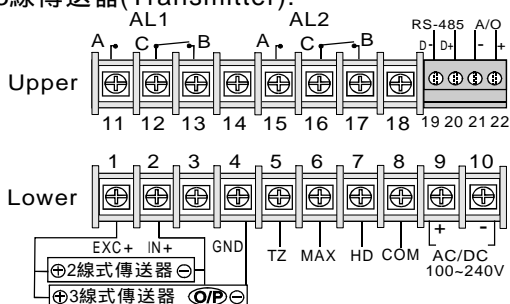 線傳送器(Transmitter).
AL1 AL2 RS-485 A/O
A C B A C B D- D+ - +
Upper
11 12 13 14 15 16 17 18 19 20 21 22
1 2 3 4 5 6 7 8 9 10
Lower
+ -
EXC+ IN+ GND TZ MAX HD COM AC/DC
100~240V
⊕2線式傳送器⊖
⊕3線式傳送器 O/P⊖